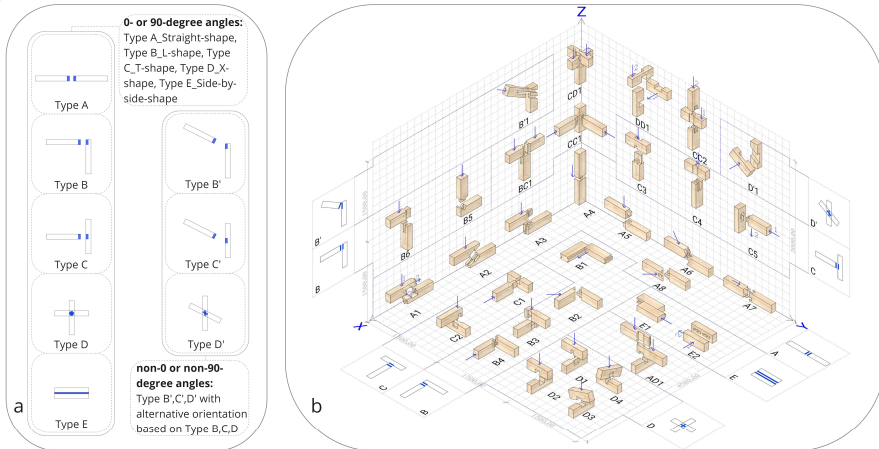 0- or 90-degree angles:
Type A_Straight-shape,
Type B_L-shape, Type
C_T-shape, Type D_X-
shape, Type E_Side-by-
side-shape
Type A
Type B
Type C
Type D
Type E
Type B'
Type C'
Type D'
non-0 or non-90-
degree angles:
Type B',C',D' with
alternative orientation
based on Type B,C,D
a
b
Z
X
Y
CD1
B'1
DD1
CC1
CC2
D'1
BC1
C3
B5
A4
C4
B6
A3
A5
C5
A2
B1
A6
A1
C1
A8
A7
B2
C2
B3
E1
B4
E2
D1
AD1
D2
D4
D3
B'
B
D'
C
C
B
A
E
D